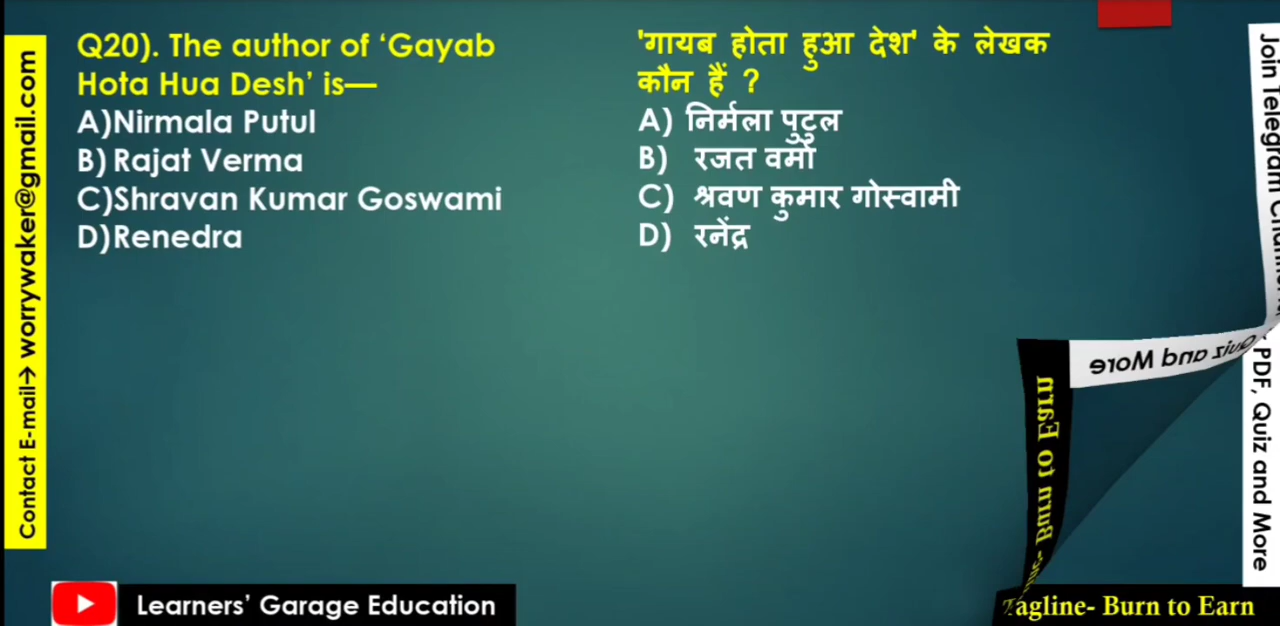 Q20). The author of ‘Gayab
Hota Hua Desh’ is—
A)Nirmala Putul
B) Rajat Verma
C)Shravan Kumar Goswami
D)Renedra
'गायब होता हुआ देश' के लेखक
कौन हैं ?
A) निर्मला पुटुल
B) रजत वर्मा
C) श्रवण कुमार गोस्वामी
D) रनेंद्र
Contact E-mail→ worrywaker@gmail.com
Join Telegram
PDF, Quiz and More
Quiz and More
Burn to Earn
Learners’ Garage Education
Tagline- Burn to Earn